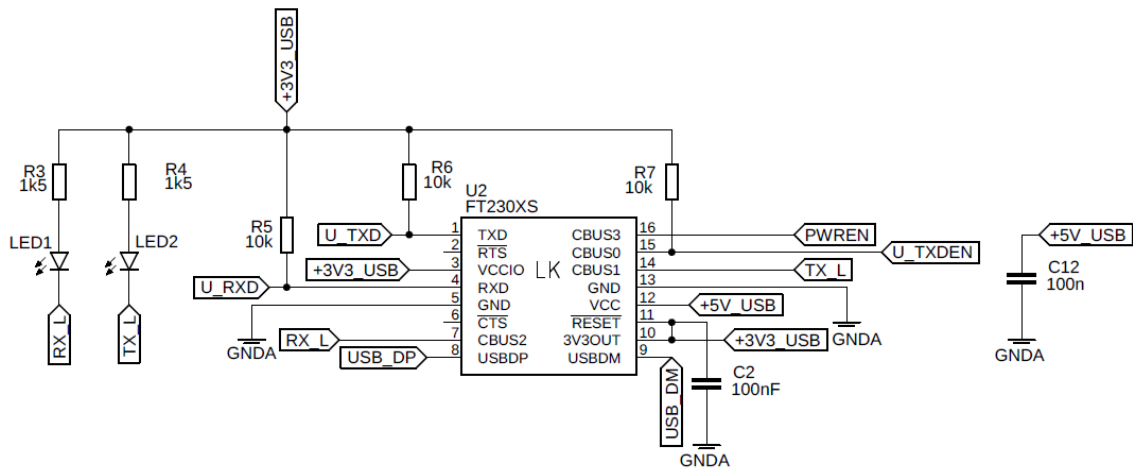 +3V3_USB
R3
1k5
R4
1k5
R6
10k
R7
10k
U2
FT230XS
R5
10k
LED1
LED2
U_TXD
+3V3_USB
U_RXD
GNDA
RX_L
USB_DP
RX_L
TX_L
1 TXD
2 RTS
3 VCCIO
4 RXD
5 GND
6 CTS
7 CBUS2
8 USBDP
LK
CBUS3 16
CBUS0 15
CBUS1 14
GND 13
VCC 12
RESET 11
3V3OUT 10
USBDM 9
PWREN
U_TXDEN
TX_L
+5V_USB
GNDA
+3V3_USB
USB_DM
C2
100nF
GNDA
+5V_USB
C12
100n
GNDA